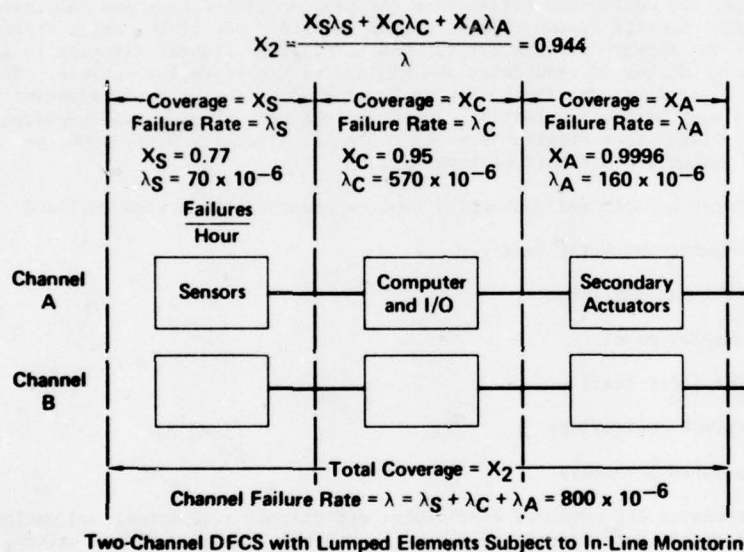 X2 = XSλS + XCλC + XAλA / λ = 0.944
Coverage = XS Coverage = XC Coverage = XA
Failure Rate = λS Failure Rate = λC Failure Rate = λA
XS = 0.77 XC = 0.95 XA = 0.9996
λS = 70 x 10-6 λC = 570 x 10-6 λA = 160 x 10-6
Failures
Hour
Channel
A
Sensors
Computer
and I/O
Secondary
Actuators
Channel
B
Total Coverage = X2
Channel Failure Rate = λ = λS + λC + λA = 800 x 10-6
Two-Channel DFCS with Lumped Elements Subject to In-Line Monitorin